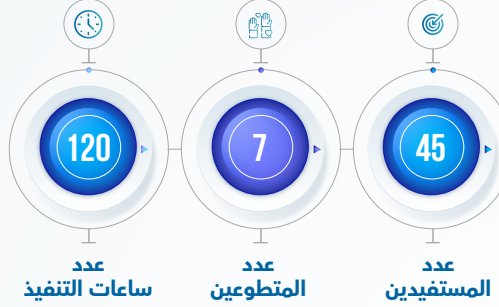 45
عدد
المستفيدين
7
عدد
المتطوعين
120
عدد
ساعات التنفيذ